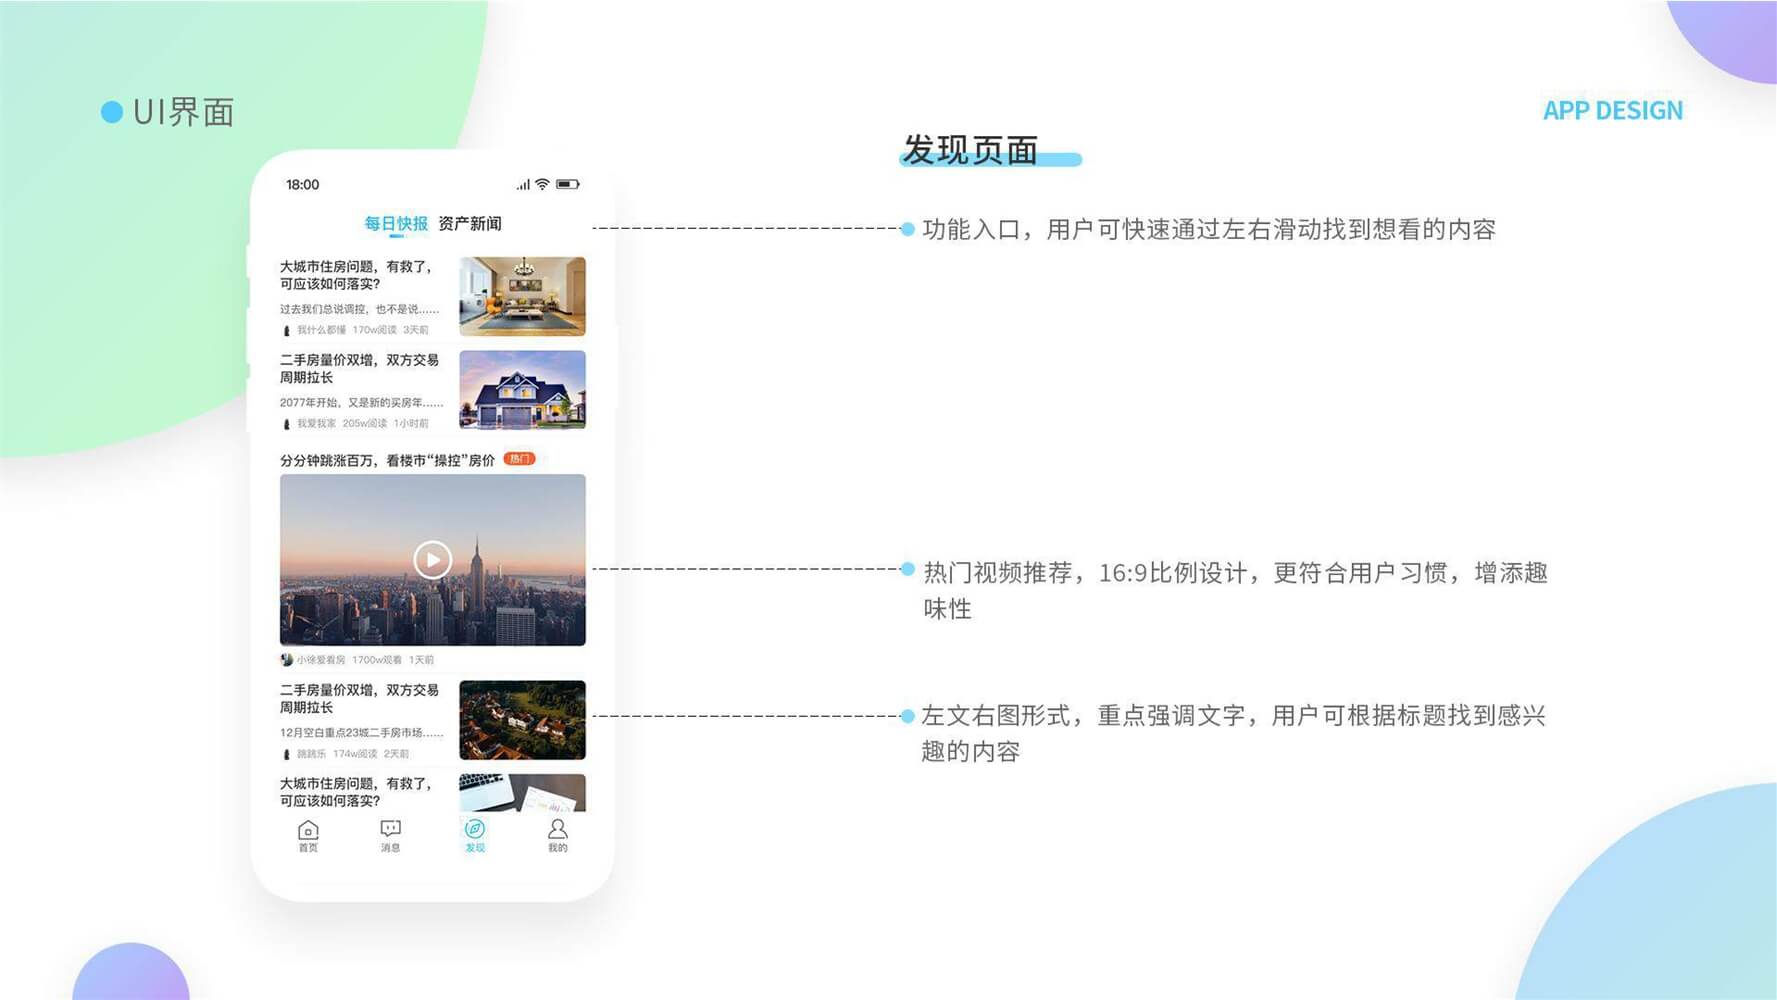 UI界面
APP DESIGN
发现页面
18:00
每日快报 资产新闻
功能入口，用户可快速通过左右滑动找到想看的内容
大城市住房问题，有救了，
可应该如何落实?
过去我们总说调控，也不是说......
我什么都懂 170w阅读 3天前
二手房量价双增，双方交易
周期拉长
2077年开始，又是新的买房年......
我爱我家 205w阅读 1小时前
分分钟跳涨百万，看楼市“操控”房价 热门
热门视频推荐，16:9比例设计，更符合用户习惯，增添趣
味性
小徐爱看房 1700w观看 1天前
二手房量价双增，双方交易
周期拉长
12月空白重点23城二手房市场......
跳跳乐 174w阅读 2天前
左文右图形式，重点强调文字，用户可根据标题找到感兴
趣的内容
大城市住房问题，有救了，
可应该如何落实?
首页 消息 发现 我的